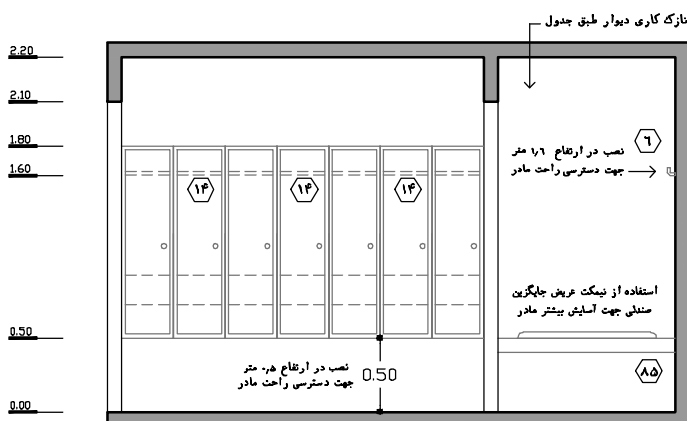 نازک کاری دیوار طبق جدول
2.20
2.10
1.80
1.60
0.50
0.00
۱۴
۱۴
۱۴
۶
نصب در ارتفاع ۱٫۶ متر
جهت دسترسی راحت مادر
استفاده از نیمکت عریض جایگزین
صندلی جهت آسایش بیشتر مادر
۸۵
نصب در ارتفاع ۰٫۵ متر
جهت دسترسی راحت مادر
0.50